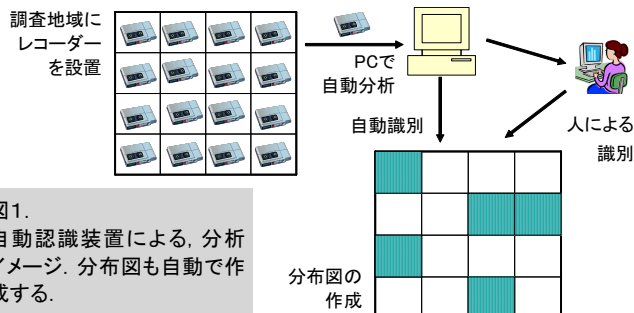 調査地域に
レコーダー
を設置
PCで
自動分析
自動識別
人による
識別
図1.
自動認識装置による, 分析
イメージ. 分布図も自動で作
成する.
分布図の
作成